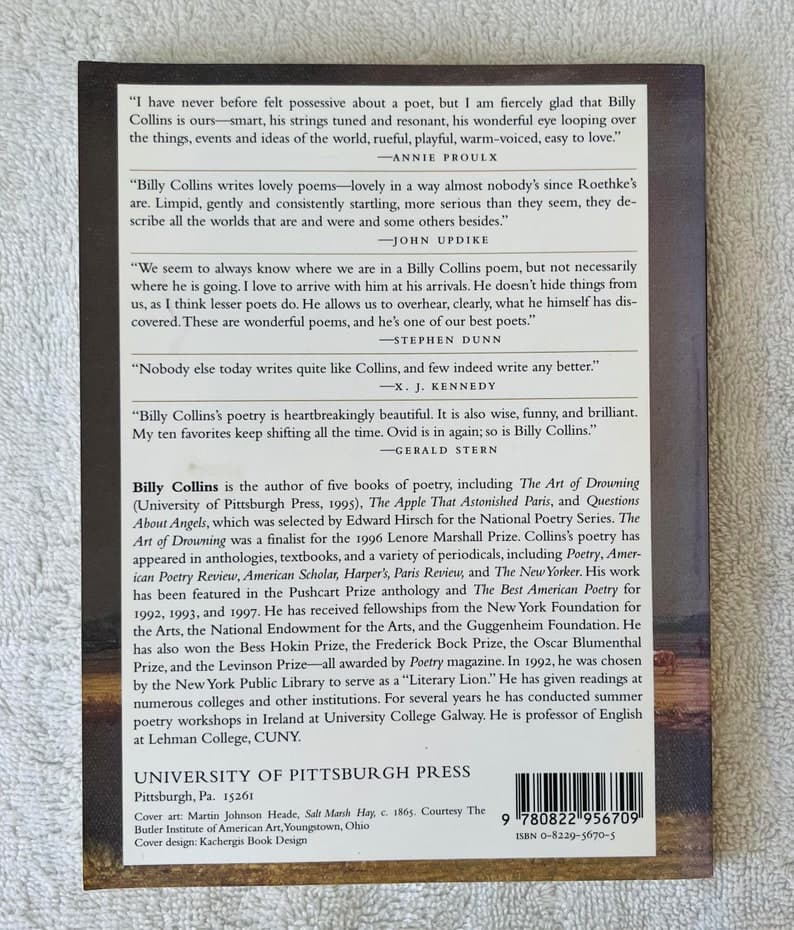 “I have never before felt possessive about a poet, but I am fiercely glad that Billy
Collins is ours—smart, his strings tuned and resonant, his wonderful eye looping over
the things, events and ideas of the world, rueful, playful, warm-voiced, easy to love.”
—ANNIE PROULX
“Billy Collins writes lovely poems—lovely in a way almost nobody’s since Roethke’s
are. Limpid, gently and consistently startling, more serious than they seem, they de-
scribe all the worlds that are and were and some others besides.”
—JOHN UPDIKE
“We seem to always know where we are in a Billy Collins poem, but not necessarily
where he is going. I love to arrive with him at his arrivals. He doesn’t hide things from
us, as I think lesser poets do. He allows us to overhear, clearly, what he himself has dis-
covered. These are wonderful poems, and he’s one of our best poets.”
—STEPHEN DUNN
“Nobody else today writes quite like Collins, and few indeed write any better.”
—X. J. KENNEDY
“Billy Collins’s poetry is heartbreakingly beautiful. It is also wise, funny, and brilliant.
My ten favorites keep shifting all the time. Ovid is in again; so is Billy Collins.”
—GERALD STERN
Billy Collins is the author of five books of poetry, including The Art of Drowning
(University of Pittsburgh Press, 1995), The Apple That Astonished Paris, and Questions
About Angels, which was selected by Edward Hirsch for the National Poetry Series. The
Art of Drowning was a finalist for the 1996 Lenore Marshall Prize. Collins’s poetry has
appeared in anthologies, textbooks, and a variety of periodicals, including Poetry, Amer-
ican Poetry Review, American Scholar, Harper’s, Paris Review, and The New Yorker. His work
has been featured in the Pushcart Prize anthology and The Best American Poetry for
1992, 1993, and 1997. He has received fellowships from the New York Foundation for
the Arts, the National Endowment for the Arts, and the Guggenheim Foundation. He
has also won the Bess Hokin Prize, the Frederick Bock Prize, the Oscar Blumenthal
Prize, and the Levinson Prize—all awarded by Poetry magazine. In 1992, he was chosen
by the New York Public Library to serve as a “Literary Lion.” He has given readings at
numerous colleges and other institutions. For several years he has conducted summer
poetry workshops in Ireland at University College Galway. He is professor of English
at Lehman College, CUNY.
UNIVERSITY OF PITTSBURGH PRESS
Pittsburgh, Pa. 15261
Cover art: Martin Johnson Heade, Salt Marsh Hay, c. 1865. Courtesy The
Butler Institute of American Art, Youngstown, Ohio
Cover design: Kachergis Book Design
9 780822 956709
ISBN 0-8229-5670-5